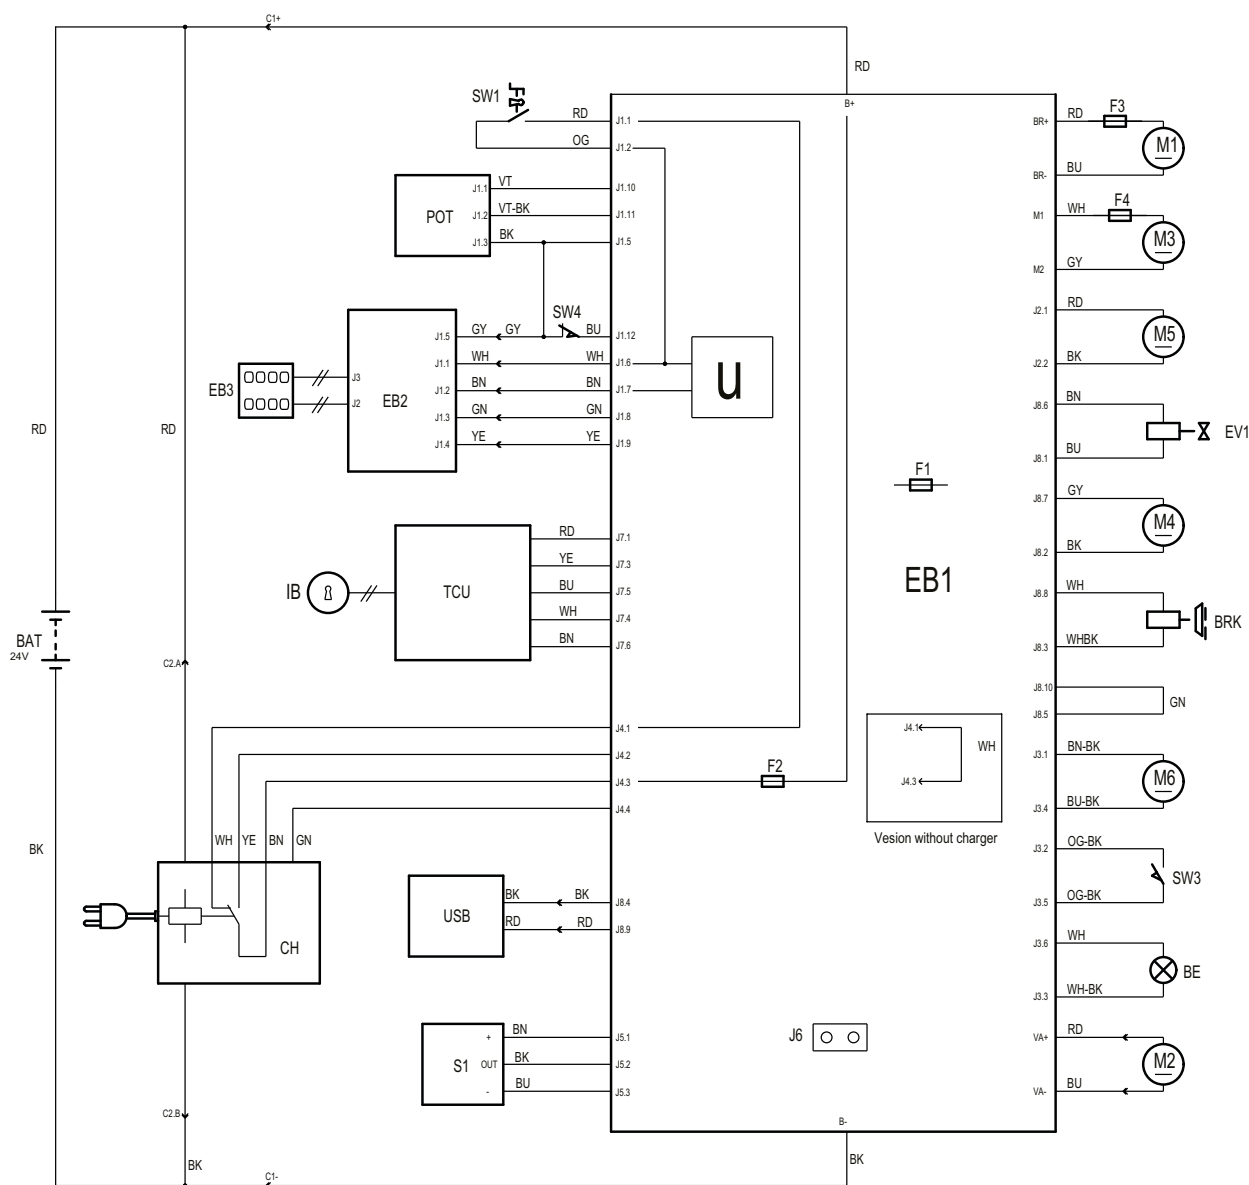 C1+
RD
SW1
RD
J1.1
B+
BR+
RD
F3
M1
OG
J1.2
BR-
BU
POT
J1.1
VT
J1.10
J1.2
VT-BK
J1.11
J1.3
BK
J1.5
M1
WH
F4
M3
M2
GY
SW4
J1.5
GY
GY
BU
J1.12
J1.1
WH
WH
J1.6
J1.2
BN
BN
J1.7
J1.3
GN
GN
J1.8
J1.4
YE
YE
J1.9
EB3
J3
J2
EB2
u
J2.1
RD
M5
J2.2
BK
J8.6
BN
EV1
J8.1
BU
RD
RD
F1
EB1
J8.7
GY
M4
J8.2
BK
IB
TCU
RD
J7.1
YE
J7.3
BU
J7.5
WH
J7.4
BN
J7.6
J8.8
WH
BRK
J8.3
WHBK
BAT
24V
C2.A
J8.10
GN
J8.5
J4.1
J4.2
J4.3
J4.4
F2
J4.1
WH
J4.3
Vesion without charger
J3.1
BN-BK
M6
J3.4
BU-BK
BK
WH
YE
BN
GN
CH
J3.2
OG-BK
SW3
J3.5
OG-BK
USB
BK
BK
J8.4
RD
RD
J8.9
J3.6
WH
BE
J3.3
WH-BK
S1
+
BN
J5.1
OUT
BK
J5.2
-
BU
J5.3
J6
VA+
RD
M2
VA-
BU
C2.B
B-
BK
BK
C1-